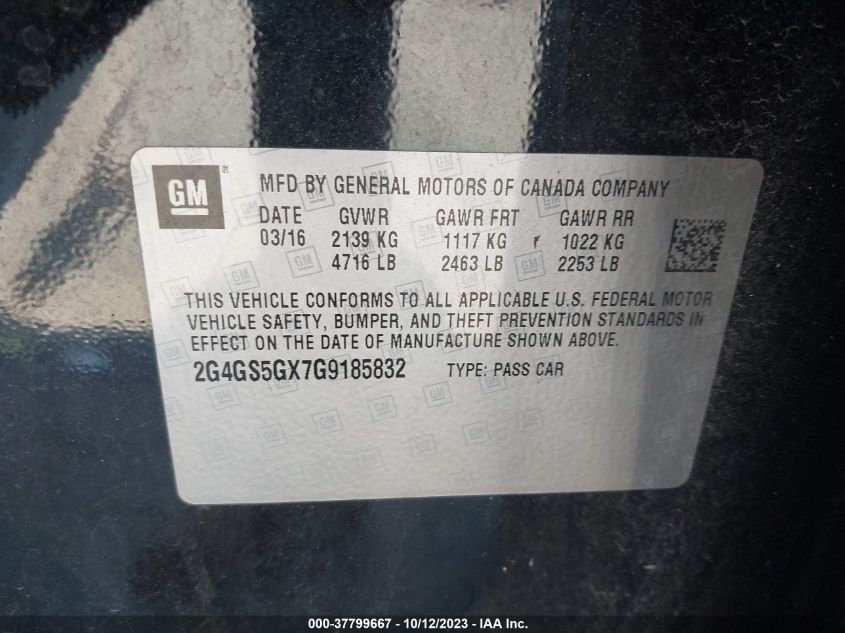 GM®
MFD BY GENERAL MOTORS OF CANADA COMPANY
DATE GVWR GAWR FRT GAWR RR
03/16 2139 KG 1117 KG r 1022 KG
4716 LB 2463 LB 2253 LB
THIS VEHICLE CONFORMS TO ALL APPLICABLE U.S. FEDERAL MOTOR
VEHICLE SAFETY, BUMPER, AND THEFT PREVENTION STANDARDS IN
EFFECT ON THE DATE OF MANUFACTURE SHOWN ABOVE.
2G4GS5GX7G9185832 TYPE: PASS CAR
000-37799667 - 10/12/2023 - IAA Inc.